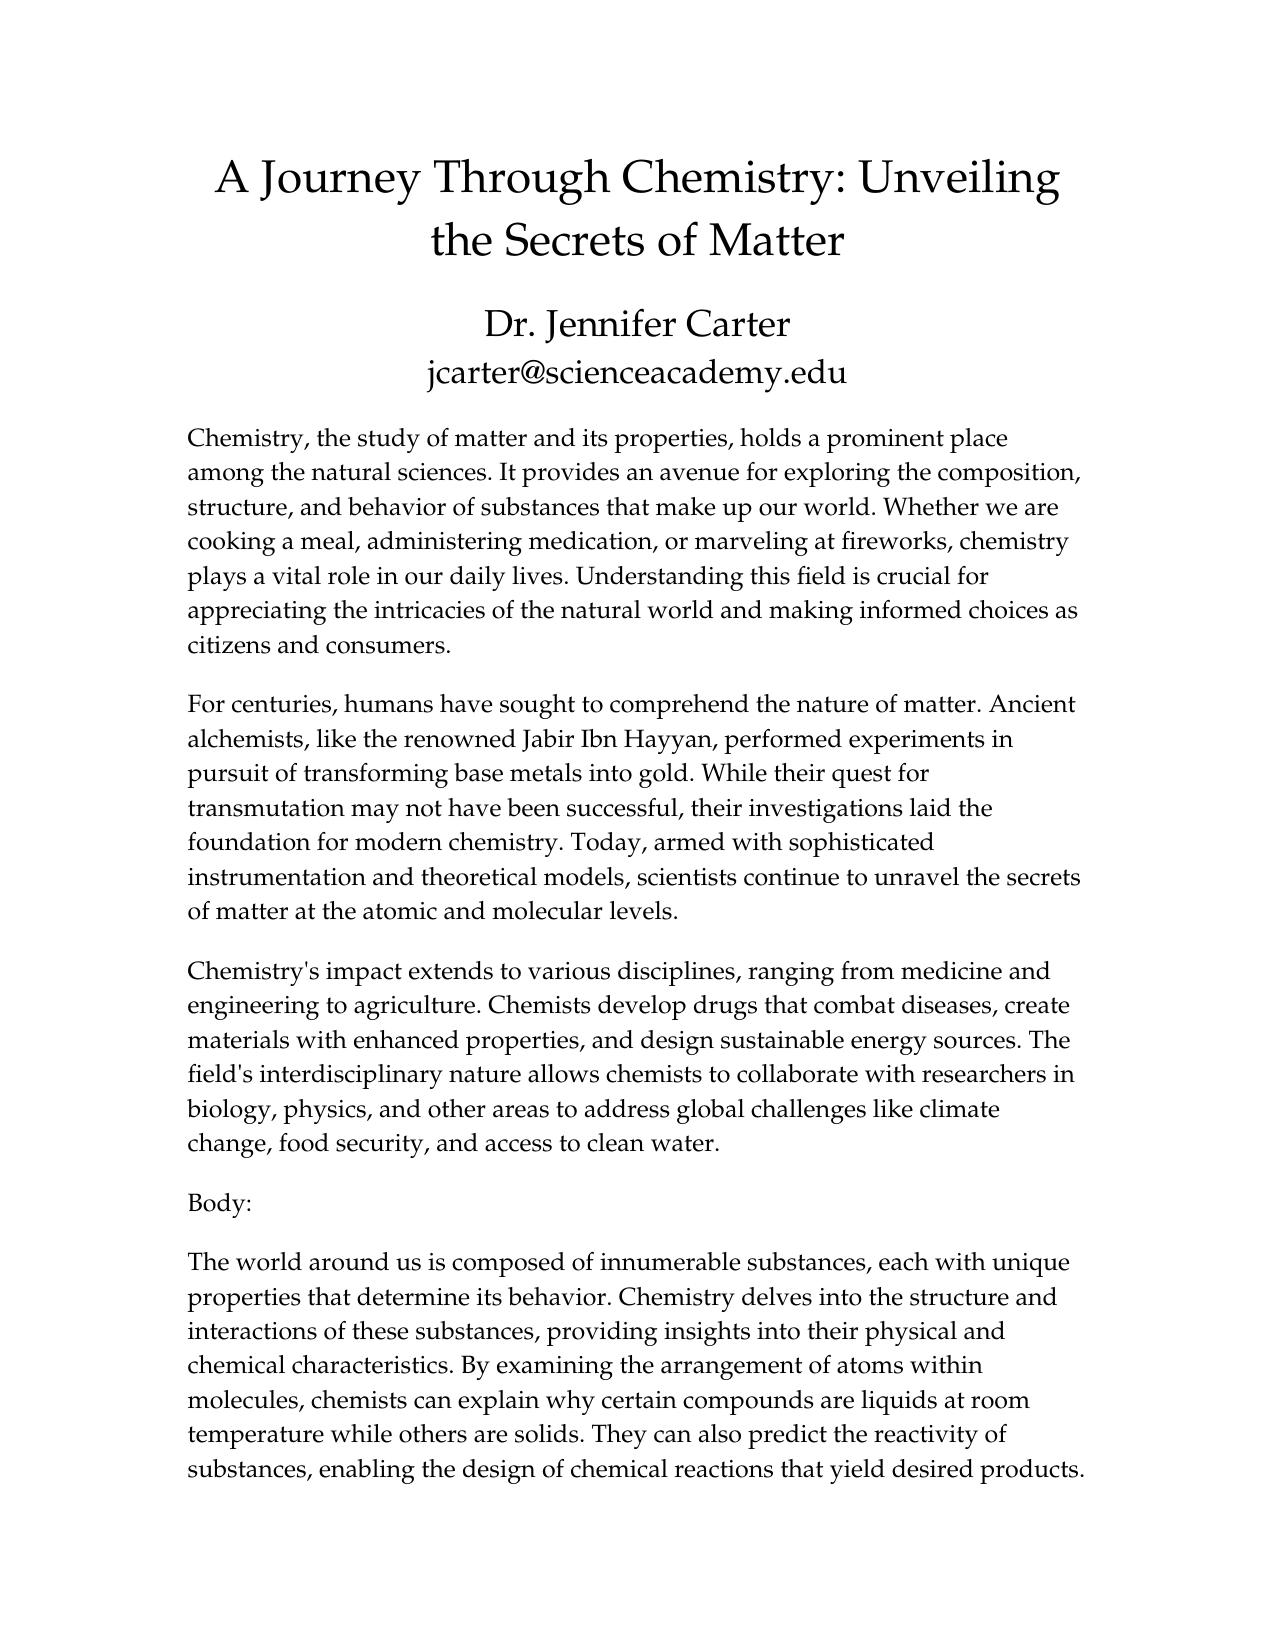 A Journey Through Chemistry: Unveiling
the Secrets of Matter
Dr. Jennifer Carter
jcarter@scienceacademy.edu
Chemistry, the study of matter and its properties, holds a prominent place
among the natural sciences. It provides an avenue for exploring the composition,
structure, and behavior of substances that make up our world. Whether we are
cooking a meal, administering medication, or marveling at fireworks, chemistry
plays a vital role in our daily lives. Understanding this field is crucial for
appreciating the intricacies of the natural world and making informed choices as
citizens and consumers.
For centuries, humans have sought to comprehend the nature of matter. Ancient
alchemists, like the renowned Jabir Ibn Hayyan, performed experiments in
pursuit of transforming base metals into gold. While their quest for
transmutation may not have been successful, their investigations laid the
foundation for modern chemistry. Today, armed with sophisticated
instrumentation and theoretical models, scientists continue to unravel the secrets
of matter at the atomic and molecular levels.
Chemistry's impact extends to various disciplines, ranging from medicine and
engineering to agriculture. Chemists develop drugs that combat diseases, create
materials with enhanced properties, and design sustainable energy sources. The
field's interdisciplinary nature allows chemists to collaborate with researchers in
biology, physics, and other areas to address global challenges like climate
change, food security, and access to clean water.
Body:
The world around us is composed of innumerable substances, each with unique
properties that determine its behavior. Chemistry delves into the structure and
interactions of these substances, providing insights into their physical and
chemical characteristics. By examining the arrangement of atoms within
molecules, chemists can explain why certain compounds are liquids at room
temperature while others are solids. They can also predict the reactivity of
substances, enabling the design of chemical reactions that yield desired products.